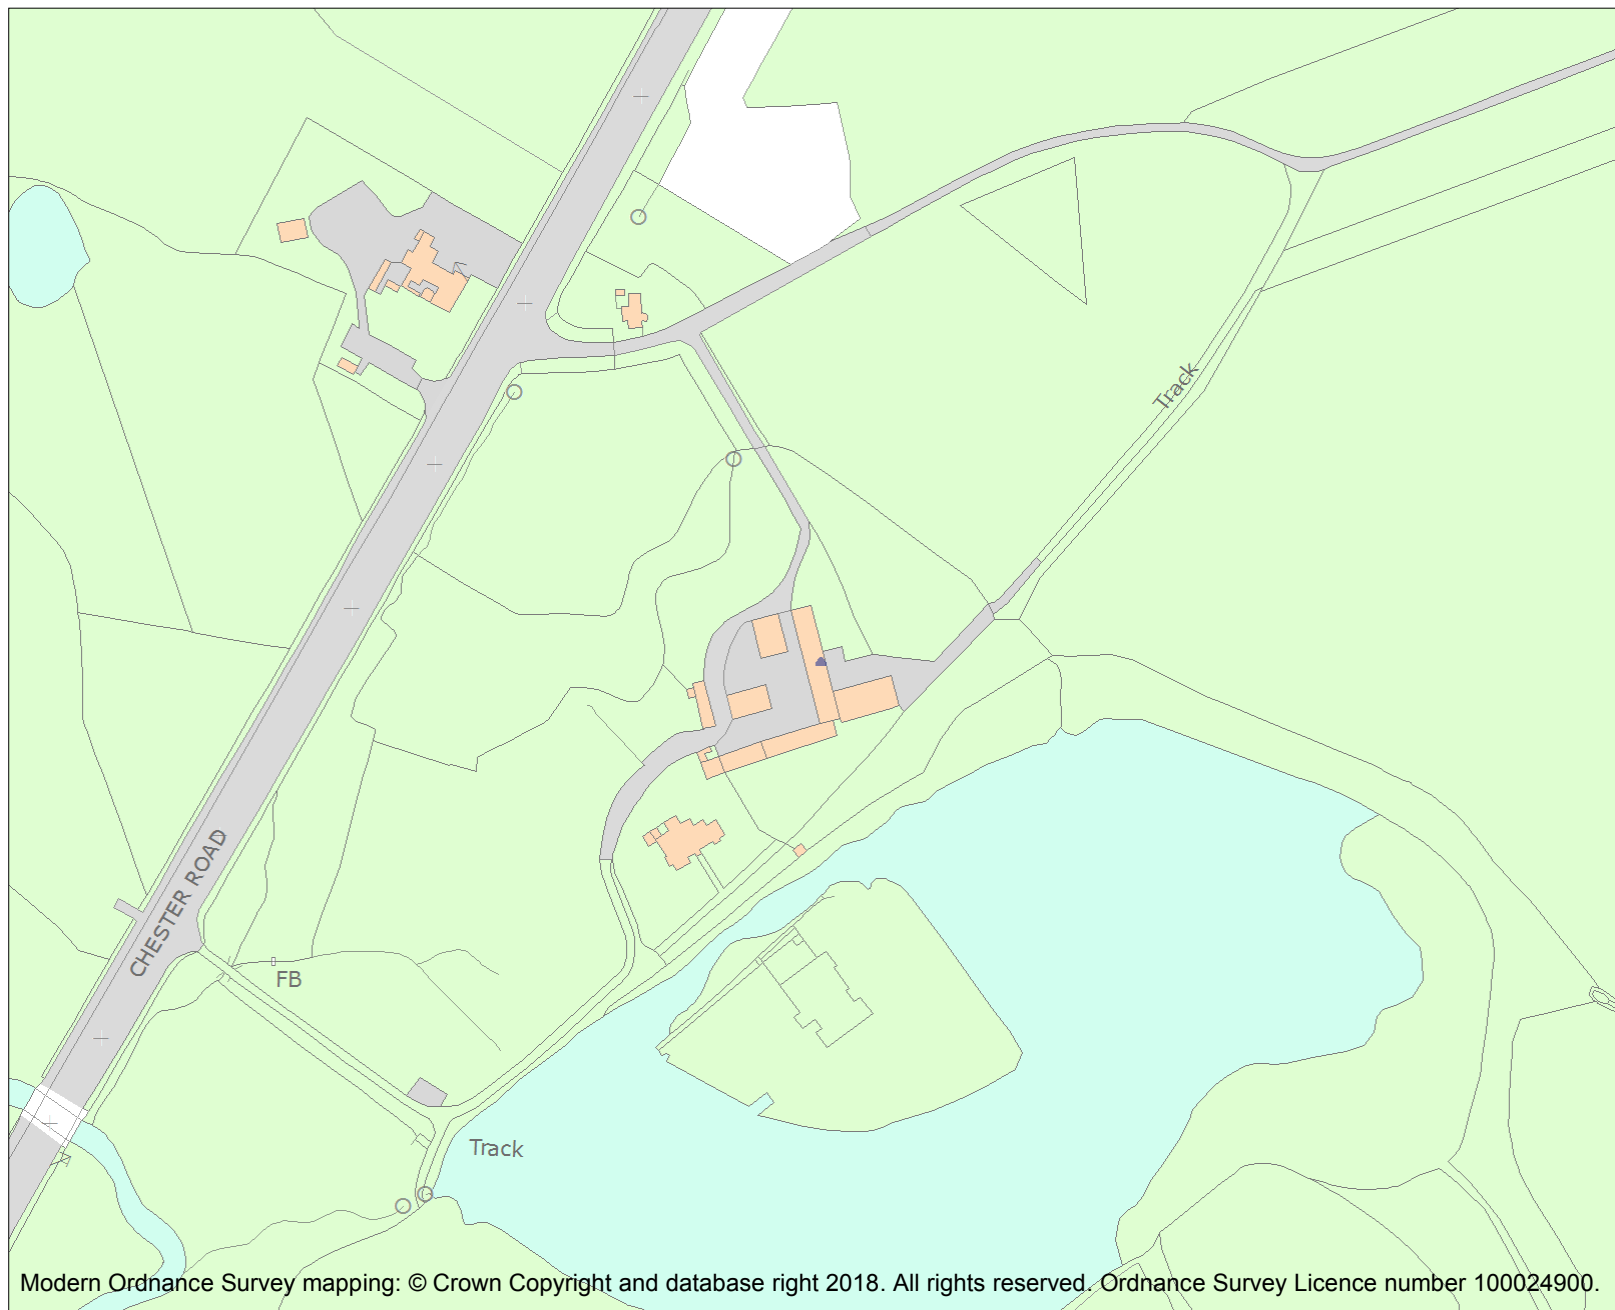 Track
CHESTER ROAD
FB
Track
Modern Ordnance Survey mapping: © Crown Copyright and database right 2018. All rights reserved. Ordnance Survey Licence number 100024900.